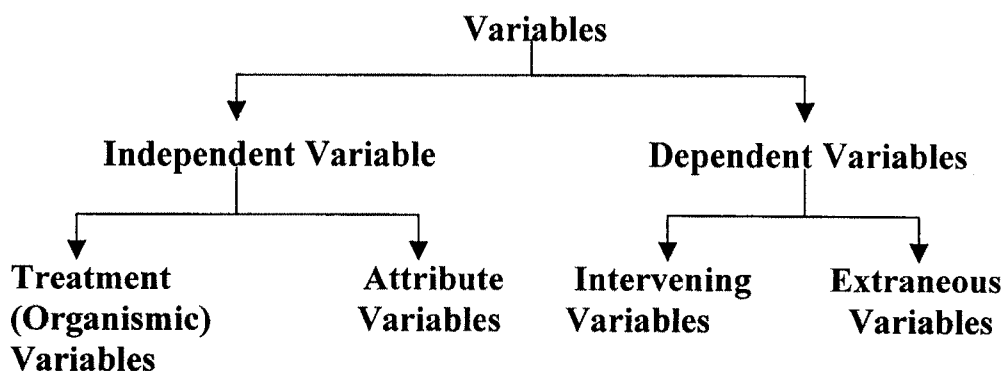 Variables
Independent Variable
Dependent Variables
Treatment
(Organismic)
Variables
Attribute
Variables
Intervening
Variables
Extraneous
Variables